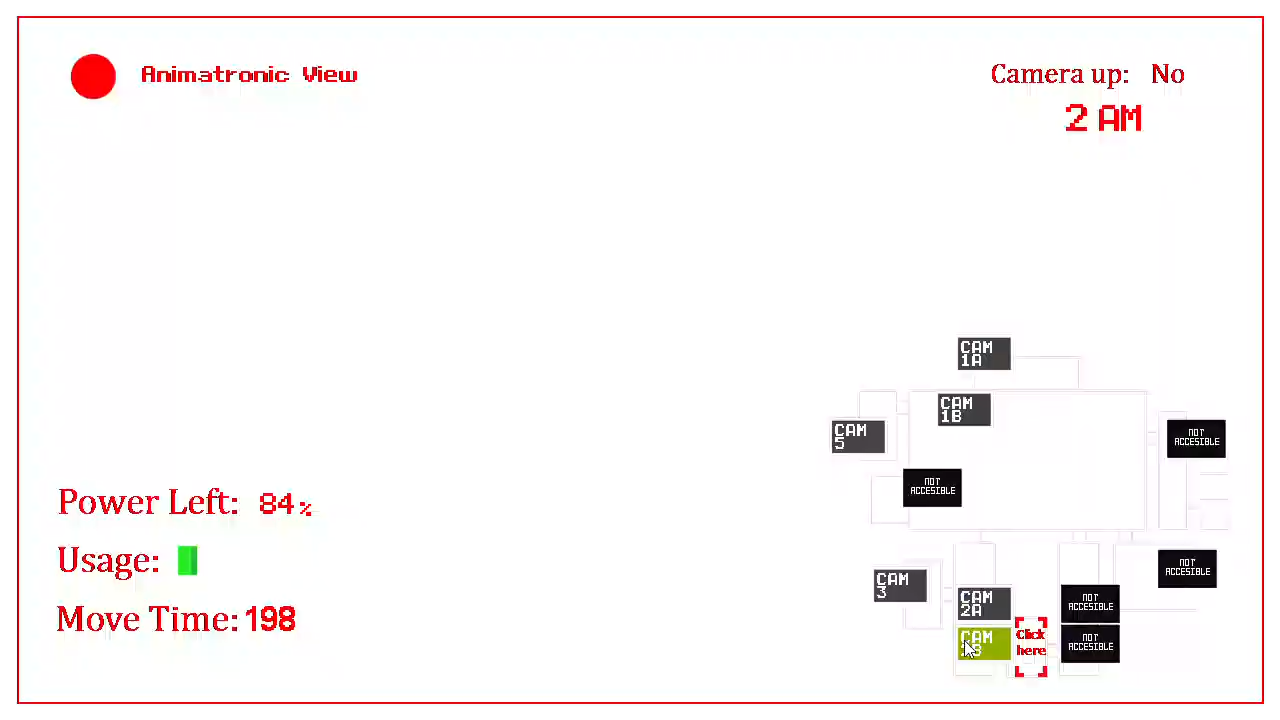 Animatronic View
Camera up: No
2 AM
CAM
1A
CAM
1B
CAM
5
NOT
ACCESIBLE
NOT
ACCESIBLE
Power Left: 84%
Usage:
Move Time: 198
NOT
ACCESIBLE
CAM
3
CAM
2A
NOT
ACCESIBLE
CAM
Click
here
NOT
ACCESIBLE